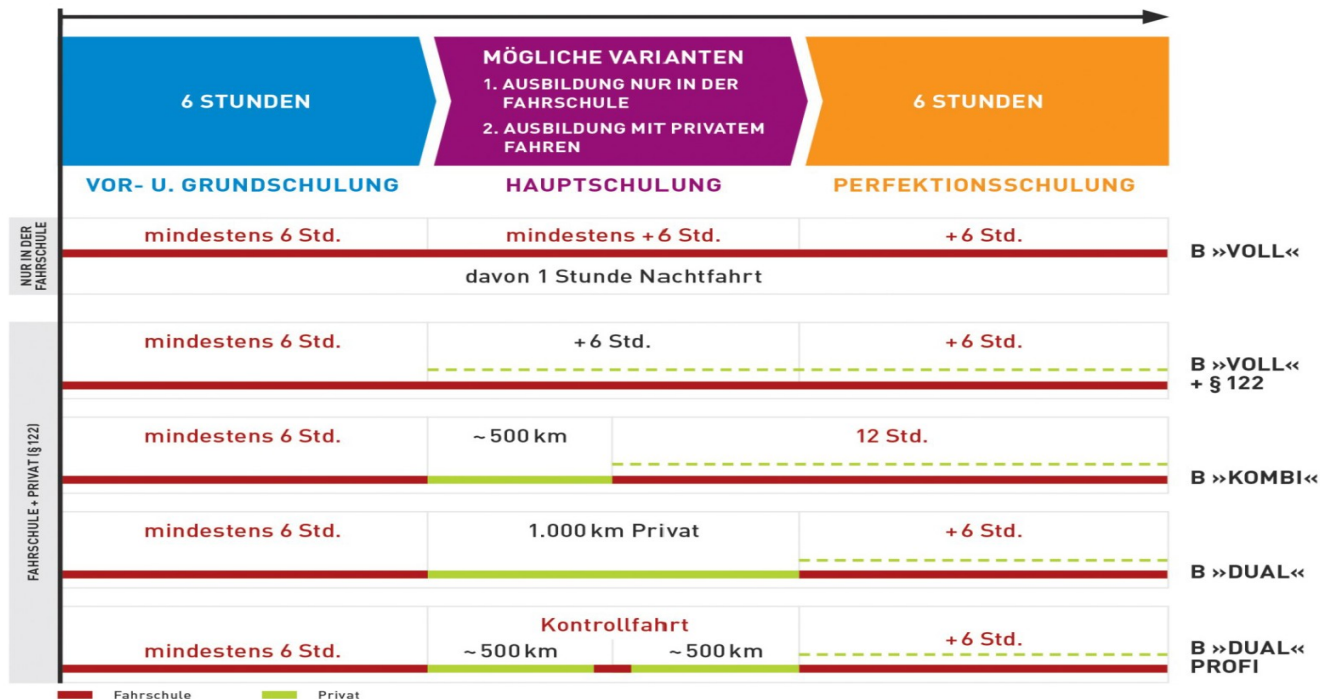 6 STUNDEN
MÖGLICHE VARIANTEN
1. AUSBILDUNG NUR IN DER
FAHRSCHULE
2. AUSBILDUNG MIT PRIVATEM
FAHREN
6 STUNDEN
VOR- U. GRUNDSCHULUNG
HAUPTSCHULUNG
PERFEKTIONSSCHULUNG
NUR IN DER
FAHRSCHULE
mindestens 6 Std.
mindestens +6 Std.
+6 Std.
B »VOLL«
davon 1 Stunde Nachtfahrt
FAHRSCHULE + PRIVAT (§ 122)
mindestens 6 Std.
+6 Std.
+6 Std.
B »VOLL«
+ § 122
mindestens 6 Std.
~ 500 km
12 Std.
B »KOMBI«
mindestens 6 Std.
1.000 km Privat
+6 Std.
B »DUAL«
Kontrollfahrt
mindestens 6 Std.
~ 500 km
~ 500 km
+6 Std.
B »DUAL«
PROFI
Fahrschule
Privat